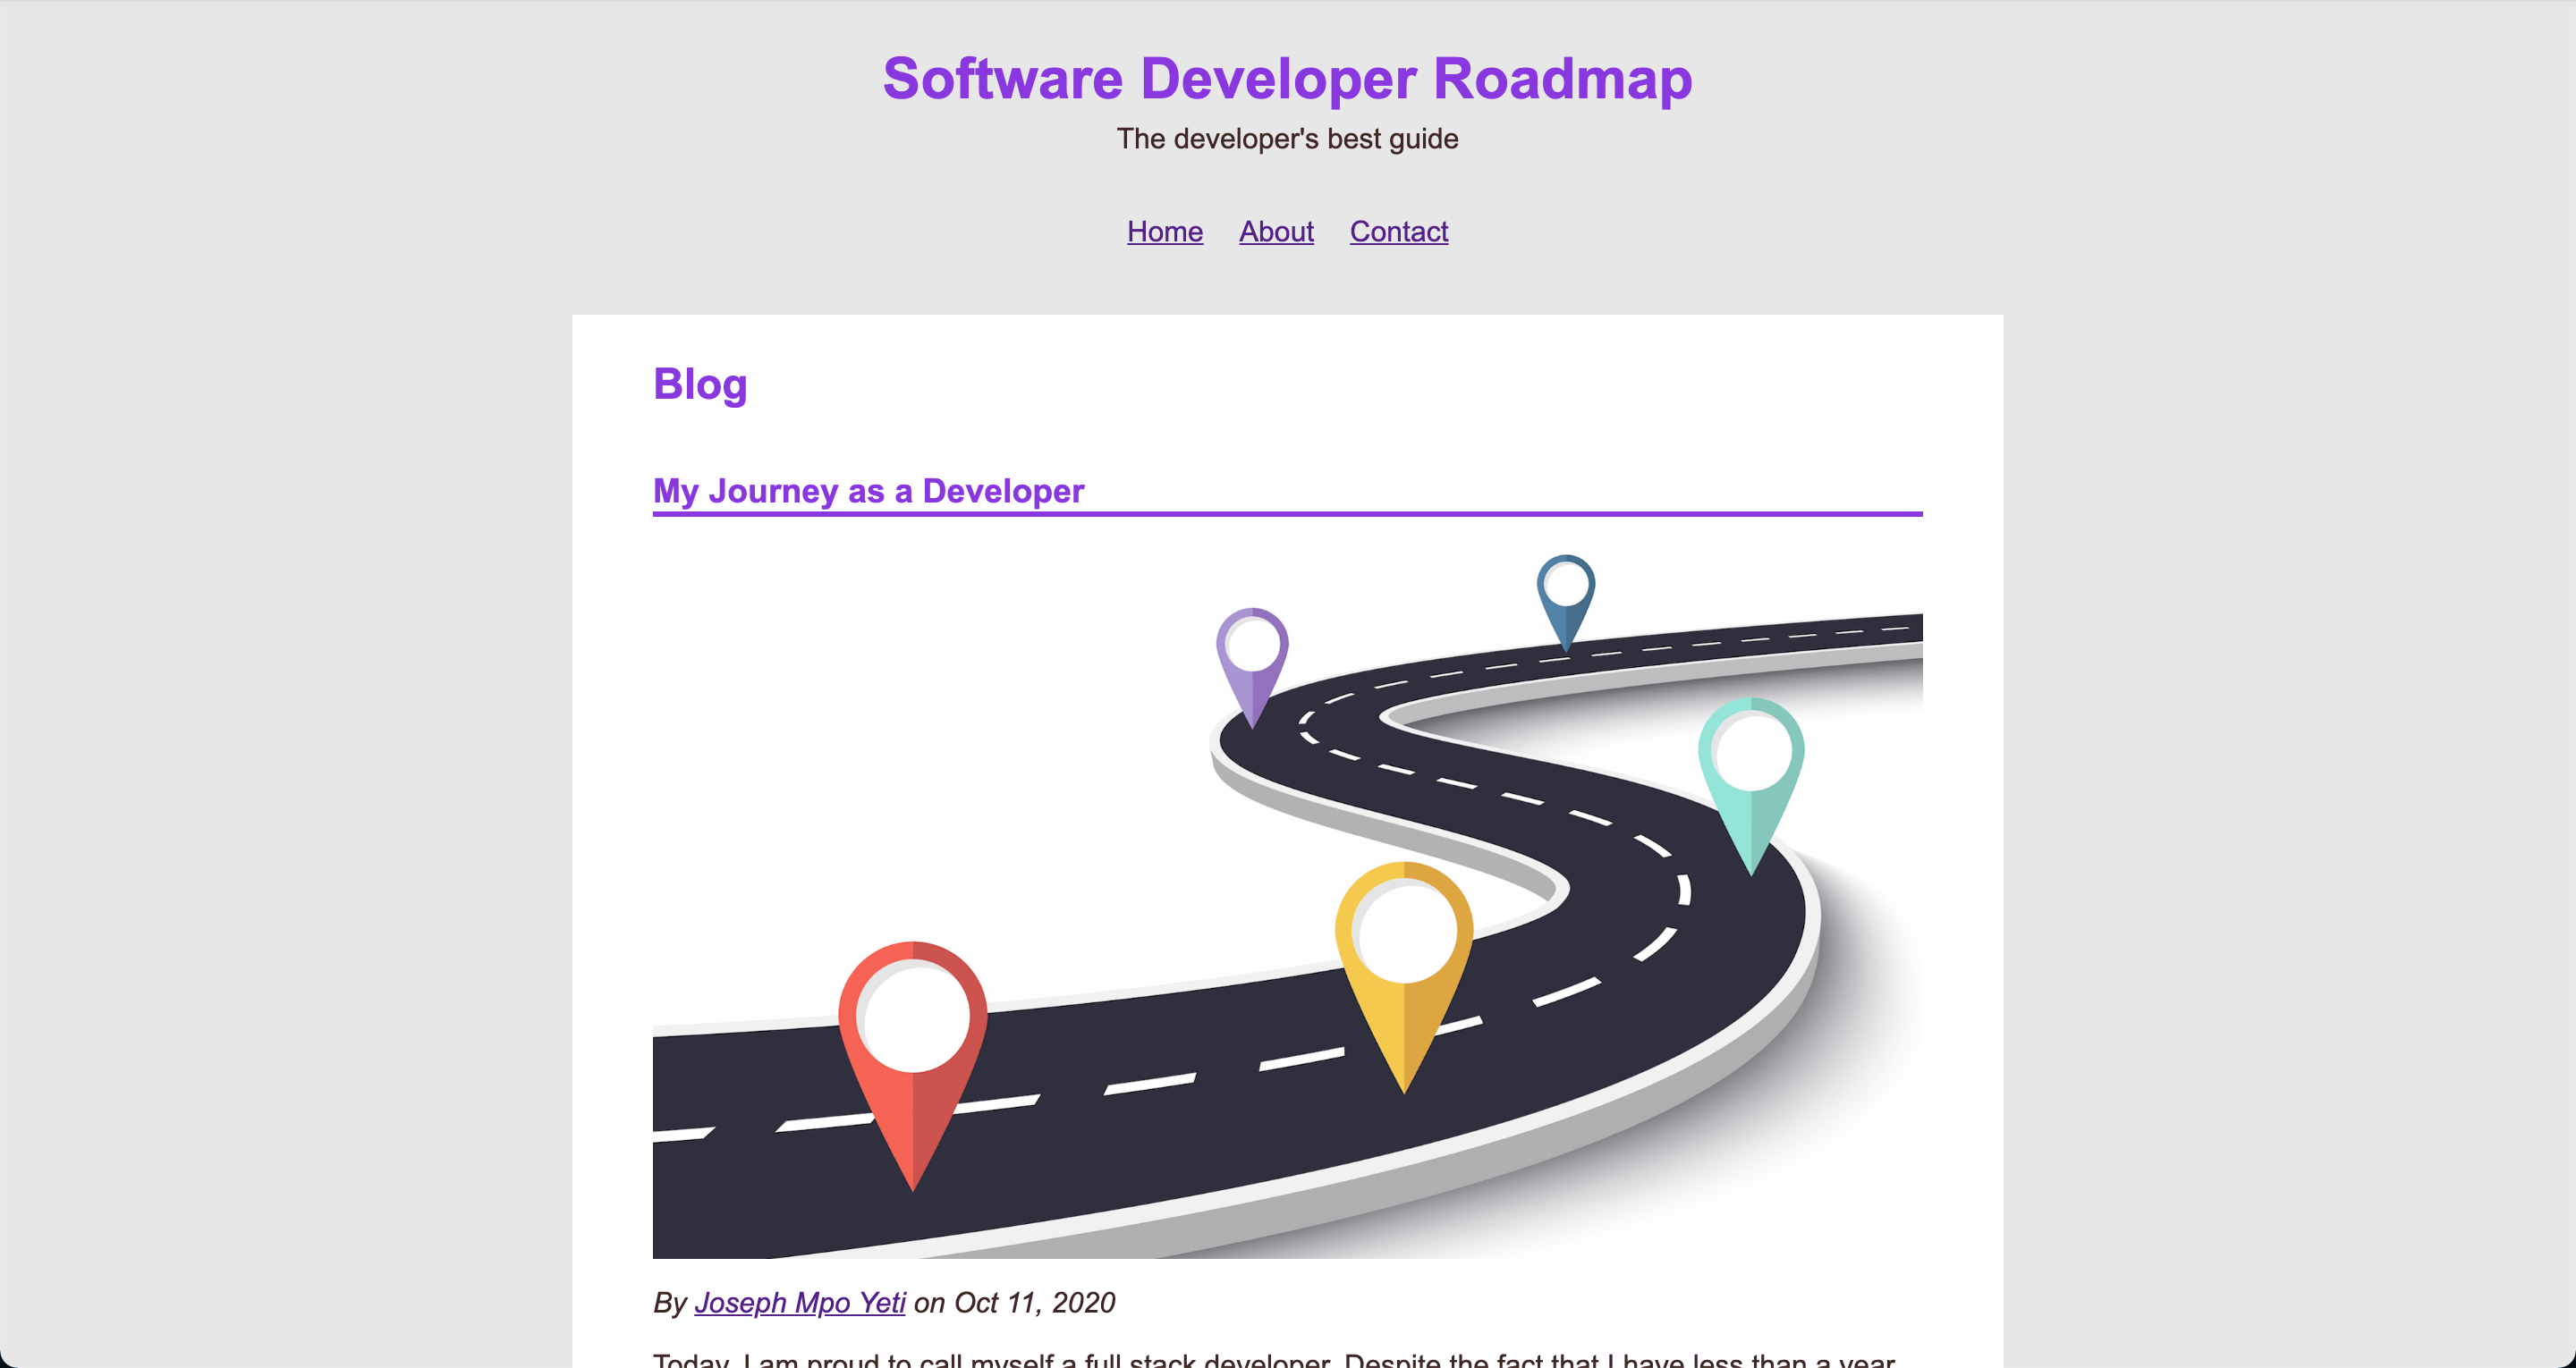 Software Developer Roadmap
The developer's best guide
Home About Contact
Blog
My Journey as a Developer
By Joseph Mpo Yeti on Oct 11, 2020
Today, I am proud to call myself a full stack developer. Despite the fact that I have less than a year